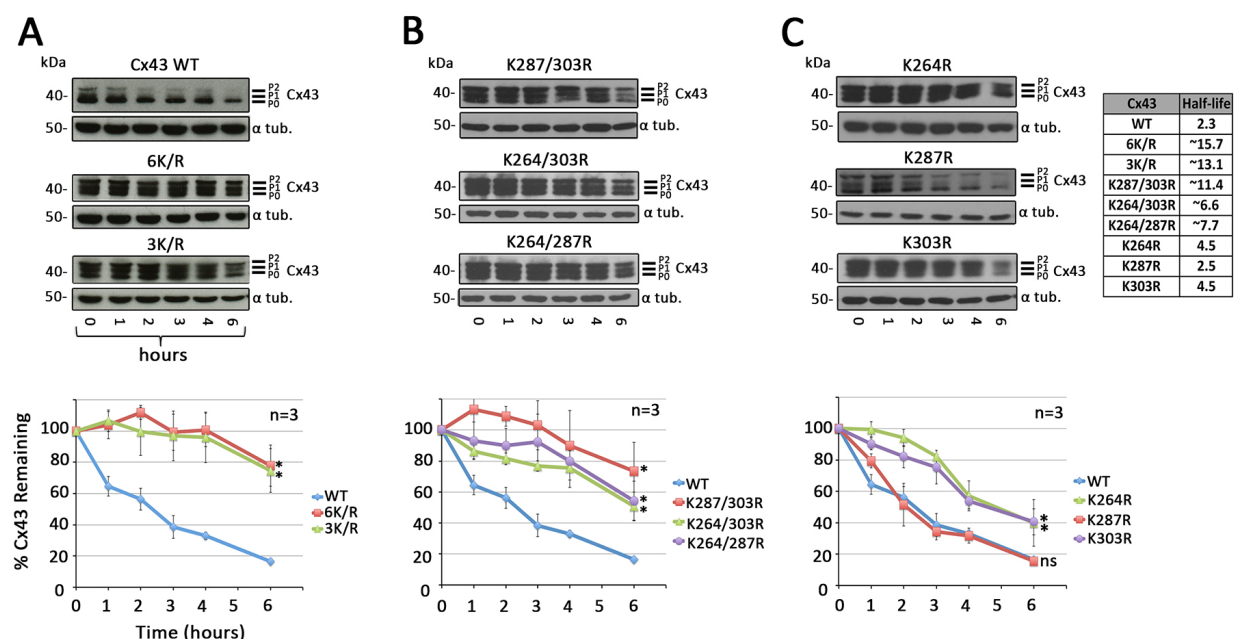 A
kDa
Cx43 WT
40-
P2
P1
P0
Cx43
50-
α tub.
6K/R
40-
P2
P1
P0
Cx43
50-
α tub.
3K/R
40-
P2
P1
P0
Cx43
50-
α tub.
0 1 2 3 4 6
hours
B
kDa
K287/303R
40-
P2
P1
P0
Cx43
50-
α tub.
K264/303R
40-
P2
P1
P0
Cx43
50-
α tub.
K264/287R
40-
P2
P1
P0
Cx43
50-
α tub.
0 1 2 3 4 6
C
kDa
K264R
40-
P2
P1
P0
Cx43
50-
α tub.
K287R
40-
P2
P1
P0
Cx43
50-
α tub.
K303R
40-
P2
P1
P0
Cx43
50-
α tub.
0 1 2 3 4 6
Cx43 Half-life
WT 2.3
6K/R ~15.7
3K/R ~13.1
K287/303R ~11.4
K264/303R ~6.6
K264/287R ~7.7
K264R 4.5
K287R 2.5
K303R 4.5
% Cx43 Remaining
100
80
60
40
20
0
n=3
*
*
WT
6K/R
3K/R
0 1 2 3 4 5 6
Time (hours)
100
80
60
40
20
0
n=3
*
*
*
WT
K287/303R
K264/303R
K264/287R
0 1 2 3 4 5 6
100
80
60
40
20
0
n=3
*
*
ns
WT
K264R
K287R
K303R
0 1 2 3 4 5 6